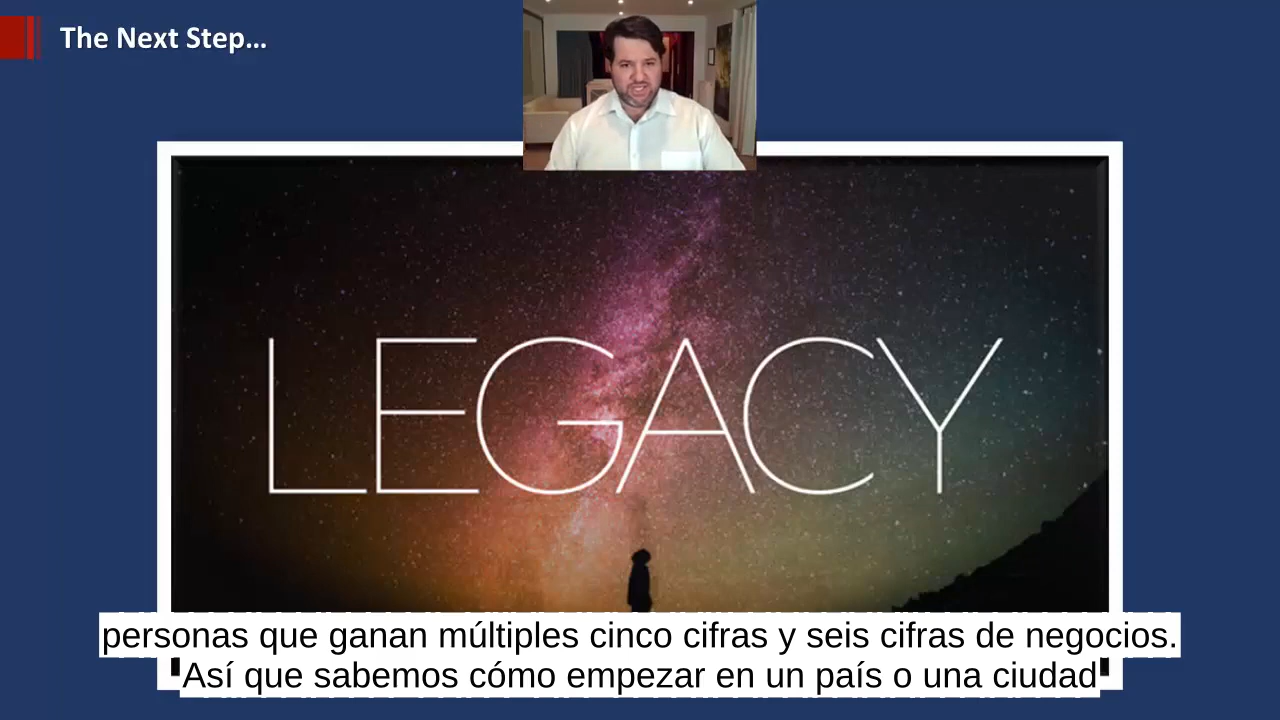 The Next Step...
LEGACY
personas que ganan múltiples cinco cifras y seis cifras de negocios.
Así que sabemos cómo empezar en un país o una ciudad